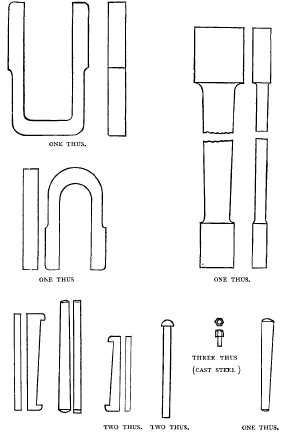 ONE THUS.
ONE THUS
ONE THUS.
THREE THUS
(CAST STEEL)
TWO THUS.
TWO THUS.
ONE THUS.